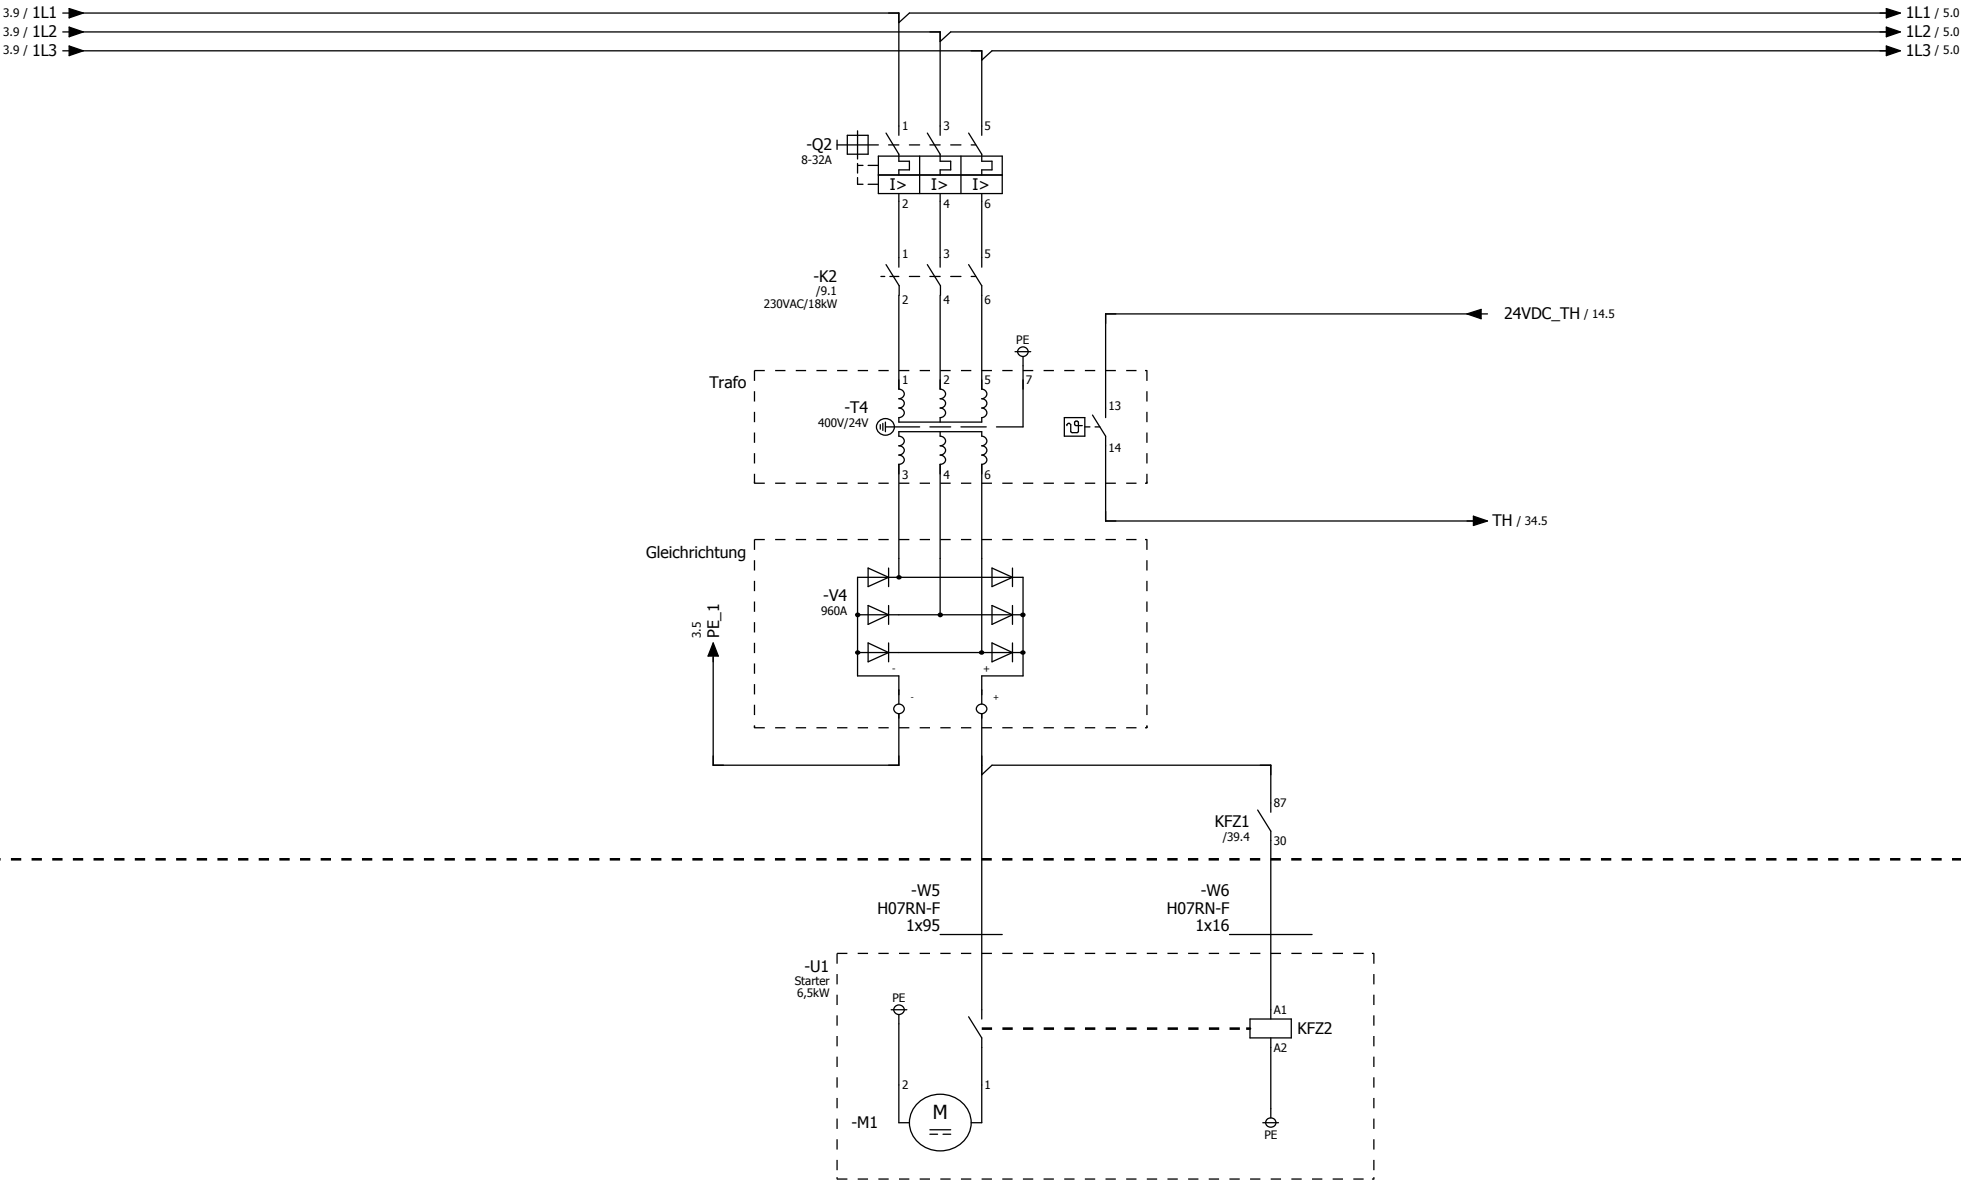 3.9 / 1L1
1L1 / 5.0
3.9 / 1L2
1L2 / 5.0
3.9 / 1L3
1L3 / 5.0
1 3 5
-Q2
8-32A
I> I> I>
2 4 6
1 3 5
-K2
/9.1
230VAC/18kW
2 4 6
24VDC_TH / 14.5
PE
Trafo
1 2 5 7
-T4
400V/24V
13
14
3 4 6
TH / 34.5
Gleichrichtung
-V4
960A
3.5
PE_1
- +
- +
87
KFZ1
/39.4
30
-W5
H07RN-F
1x95
-W6
H07RN-F
1x16
-U1
Starter
6,5kW
PE
A1
KFZ2
A2
2 1
-M1
M
PE